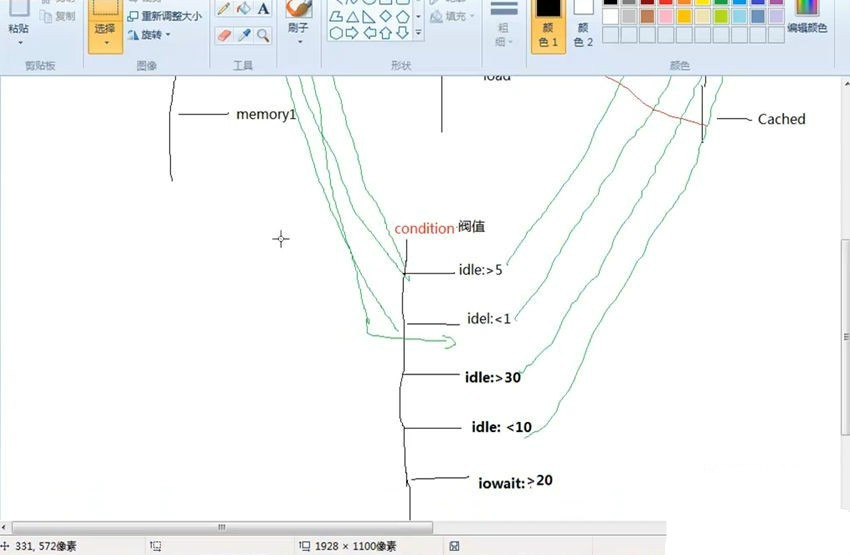 粘贴
复制
选择
重新调整大小
旋转
A
刷子
填充
粗
细
颜
色 1
颜
色 2
编辑颜色
剪贴板
图像
工具
形状
颜色
load
memory1
Cached
condition 阀值
idle:>5
idel:<1
idle:>30
idle: <10
iowait:>20
331, 572像素
1928 × 1100像素